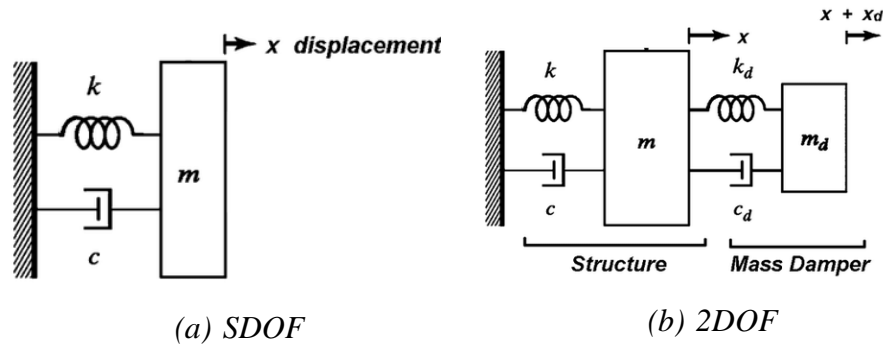 x displacement
k
m
c
(a) SDOF
x + x_d
x
k
k_d
m
m_d
c
c_d
Structure
Mass Damper
(b) 2DOF